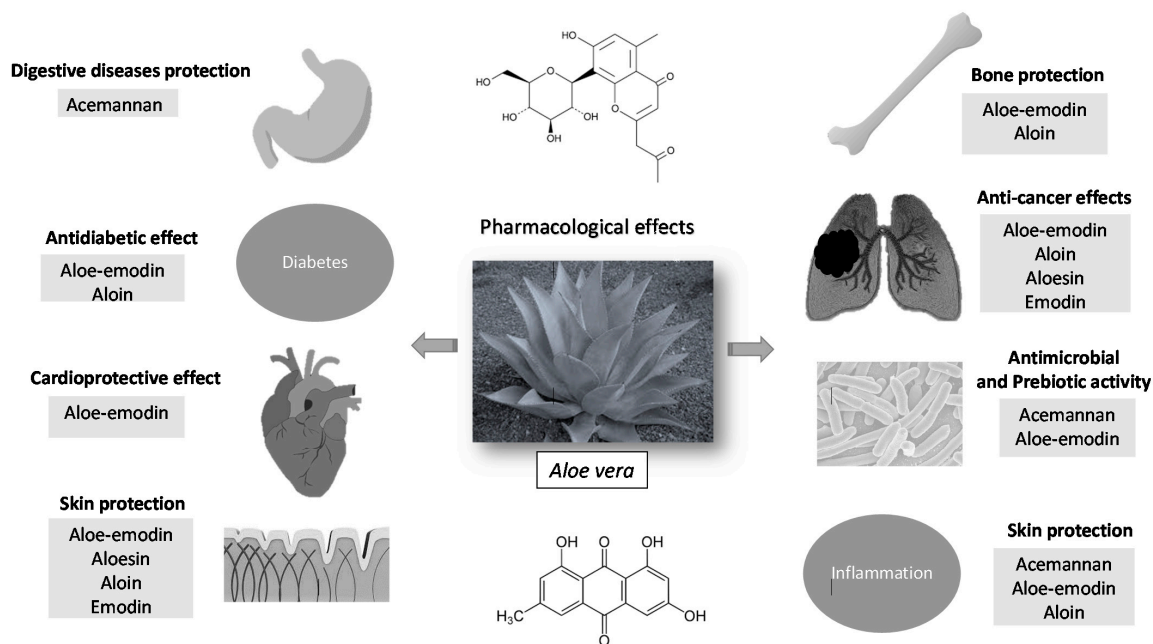 Digestive diseases protection
Acemannan
Antidiabetic effect
Aloe-emodin
Aloin
Diabetes
Cardioprotective effect
Aloe-emodin
Skin protection
Aloe-emodin
Aloesin
Aloin
Emodin
HO
O
O
HO
HO
OH
OH
O
O
Pharmacological effects
Aloe vera
OH
O
OH
H₃C
OH
O
Bone protection
Aloe-emodin
Aloin
Anti-cancer effects
Aloe-emodin
Aloin
Aloesin
Emodin
Antimicrobial
and Prebiotic activity
Acemannan
Aloe-emodin
Inflammation
Skin protection
Acemannan
Aloe-emodin
Aloin